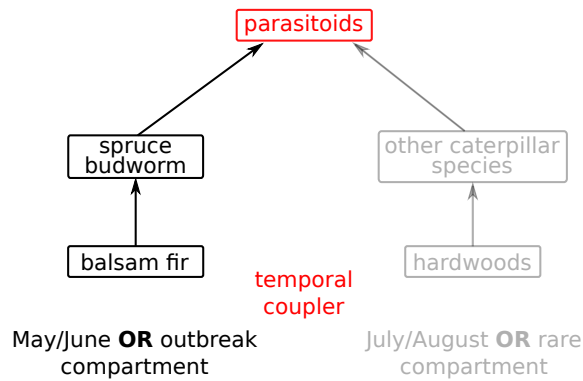 parasitoids
spruce
budworm
other caterpillar
species
balsam fir
hardwoods
temporal
coupler
May/June OR outbreak
compartment
July/August OR rare
compartment